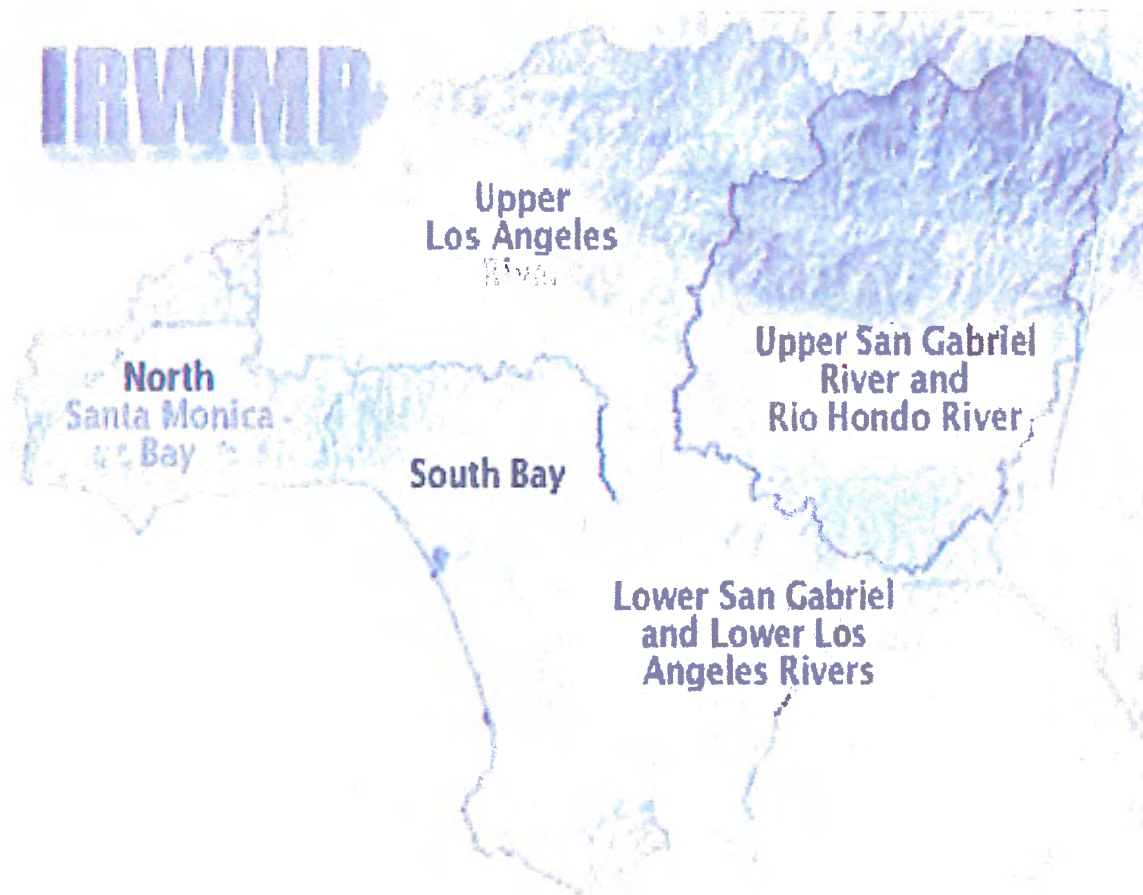 IRWMP
Upper
Los Angeles
River
North
Santa Monica
Bay
South Bay
Upper San Gabriel
River and
Rio Hondo River
Lower San Gabriel
and Lower Los
Angeles Rivers